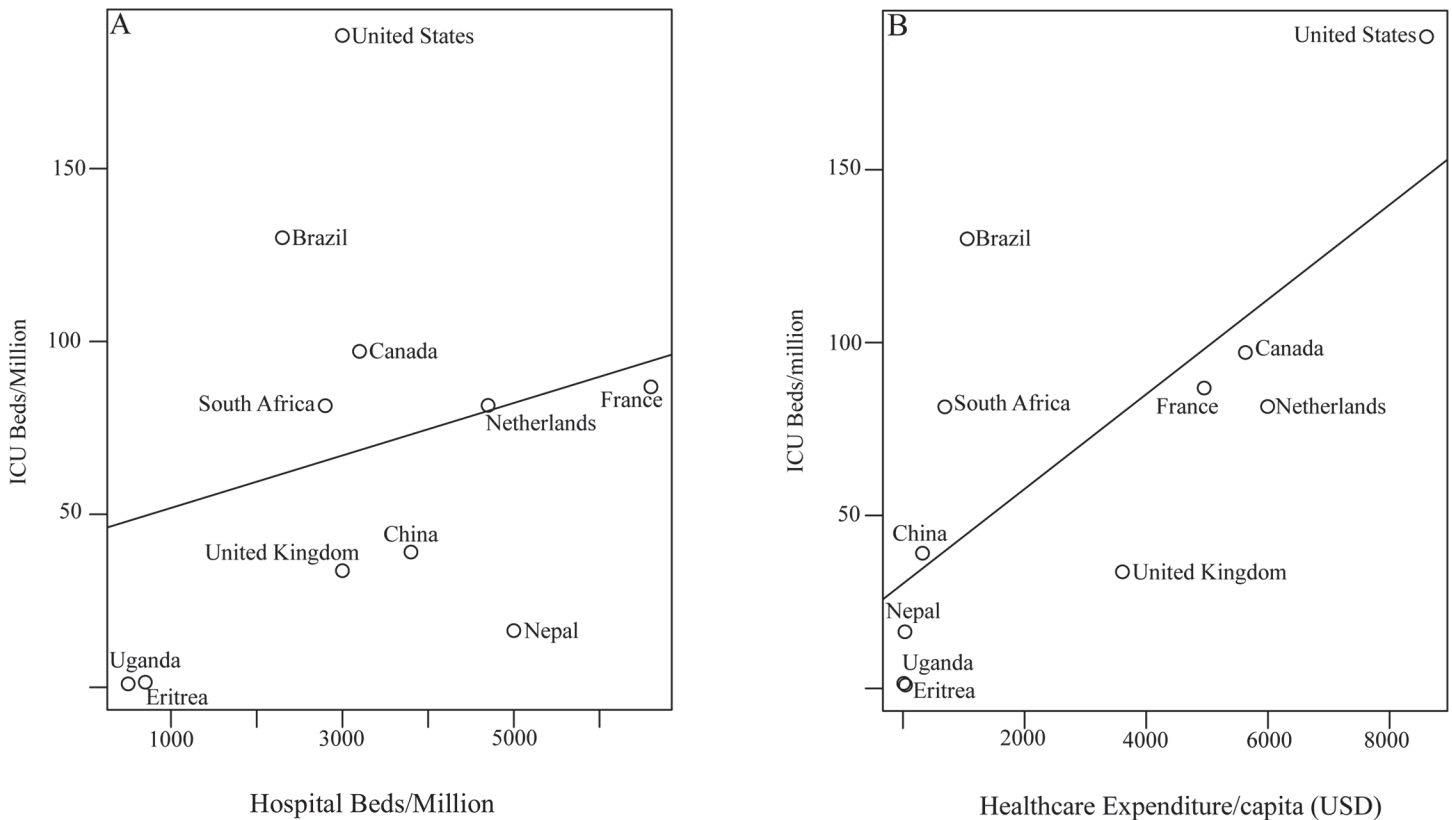 A
United States
150
Brazil
100
Canada
South Africa
France
Netherlands
50
China
United Kingdom
Nepal
Uganda
Eritrea
1000
3000
5000
ICU Beds/Million
Hospital Beds/Million
B
United States
150
Brazil
100
Canada
France
South Africa
Netherlands
50
China
United Kingdom
Nepal
Uganda
Eritrea
2000
4000
6000
8000
ICU Beds/million
Healthcare Expenditure/capita (USD)